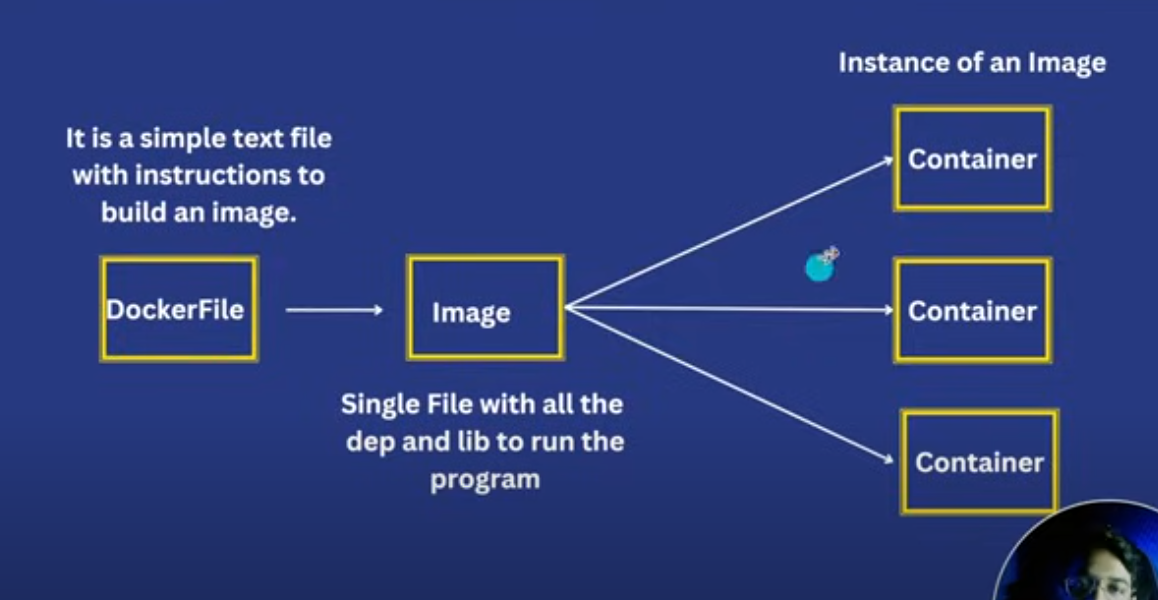 Instance of an Image
It is a simple text file
with instructions to
build an image.
DockerFile
Image
Container
Container
Container
Single File with all the
dep and lib to run the
program